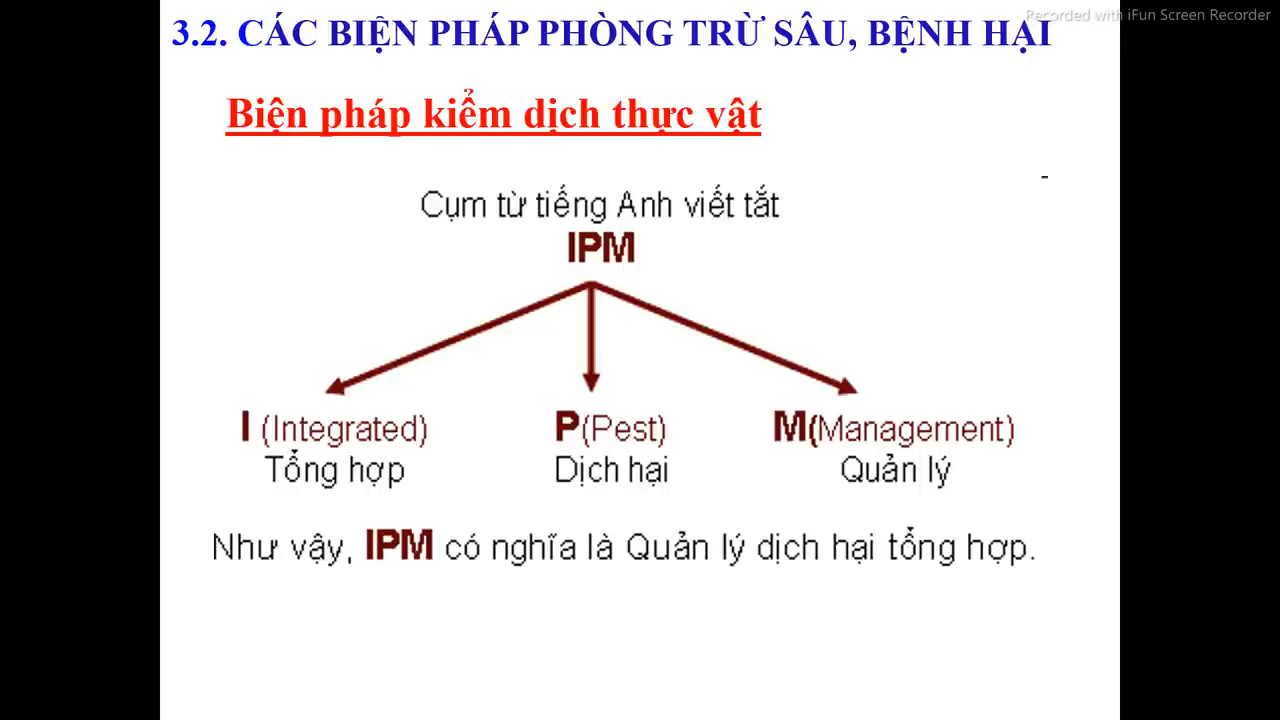 Recorded with iFun Screen Recorder
3.2. CÁC BIỆN PHÁP PHÒNG TRỪ SÂU, BỆNH HẠI
Biện pháp kiểm dịch thực vật
-
Cụm từ tiếng Anh viết tắt
IPM
I (Integrated) P(Pest) M(Management)
Tổng hợp Dịch hại Quản lý
Như vậy, IPM có nghĩa là Quản lý dịch hại tổng hợp.